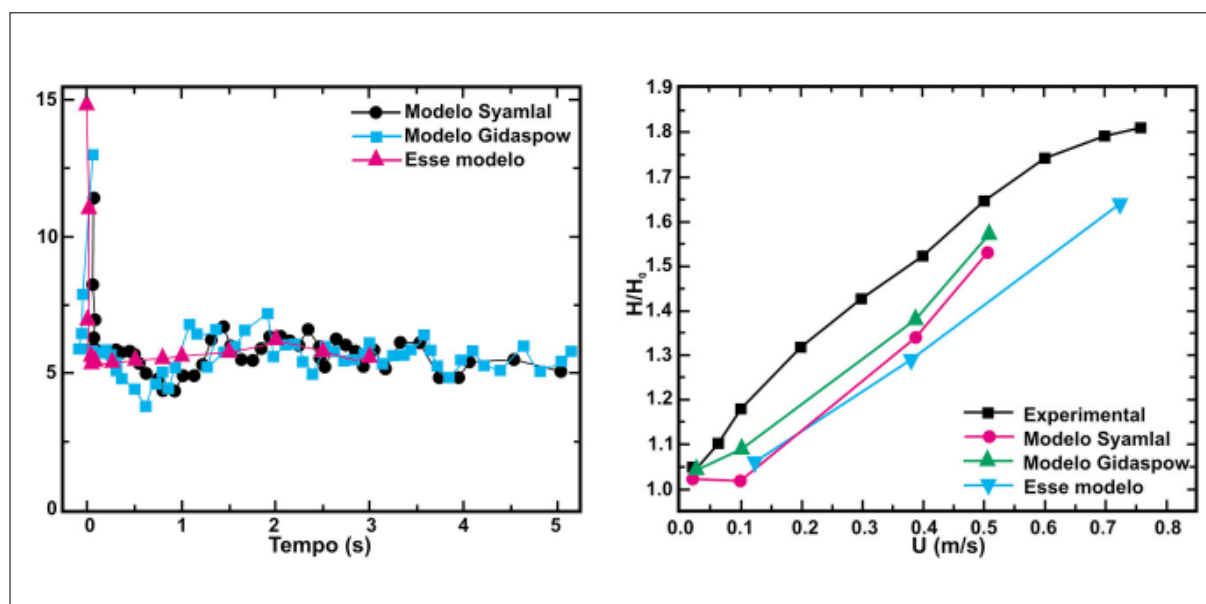 15
10
5
0
0 1 2 3 4 5
Tempo (s)
Modelo Syamlal
Modelo Gidaspow
Esse modelo
1.9
1.8
1.7
1.6
1.5
1.4
1.3
1.2
1.1
1.0
H/H₀
0.0 0.1 0.2 0.3 0.4 0.5 0.6 0.7 0.8
U (m/s)
Experimental
Modelo Syamlal
Modelo Gidaspow
Esse modelo